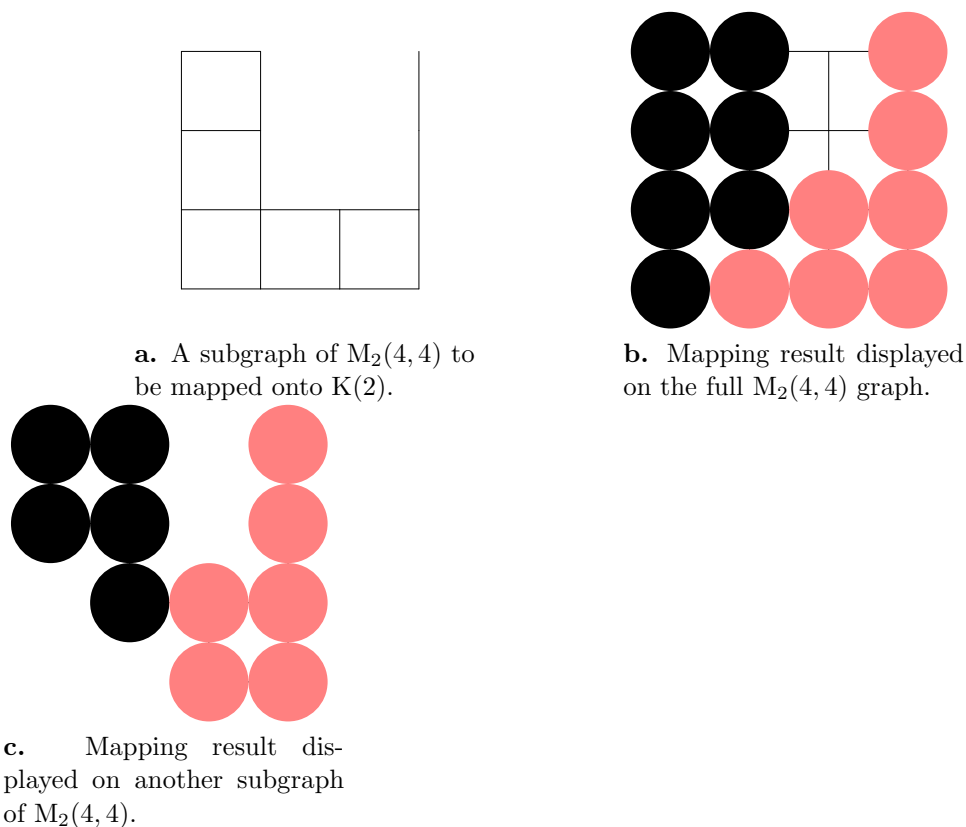 a. A subgraph of M₂(4, 4) to
be mapped onto K(2).
b. Mapping result displayed
on the full M₂(4, 4) graph.
c. Mapping result dis-
played on another subgraph
of M₂(4, 4).